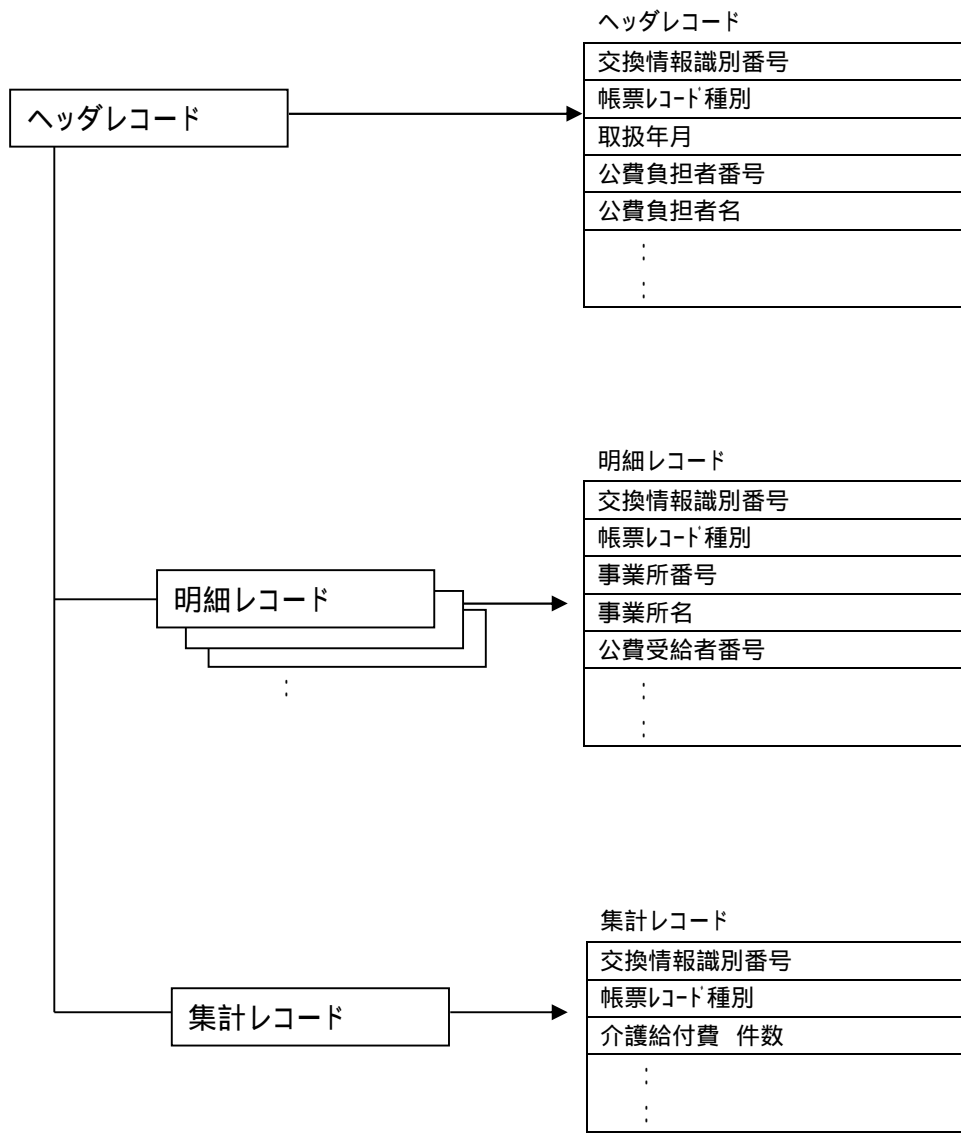 ヘッダレコード
ヘッダレコード
交換情報識別番号
帳票ﾚｺｰﾄﾞ種別
取扱年月
公費負担者番号
公費負担者名
:
:
明細レコード
:
明細レコード
交換情報識別番号
帳票ﾚｺｰﾄﾞ種別
事業所番号
事業所名
公費受給者番号
:
:
集計レコード
集計レコード
交換情報識別番号
帳票ﾚｺｰﾄﾞ種別
介護給付費　件数
:
: